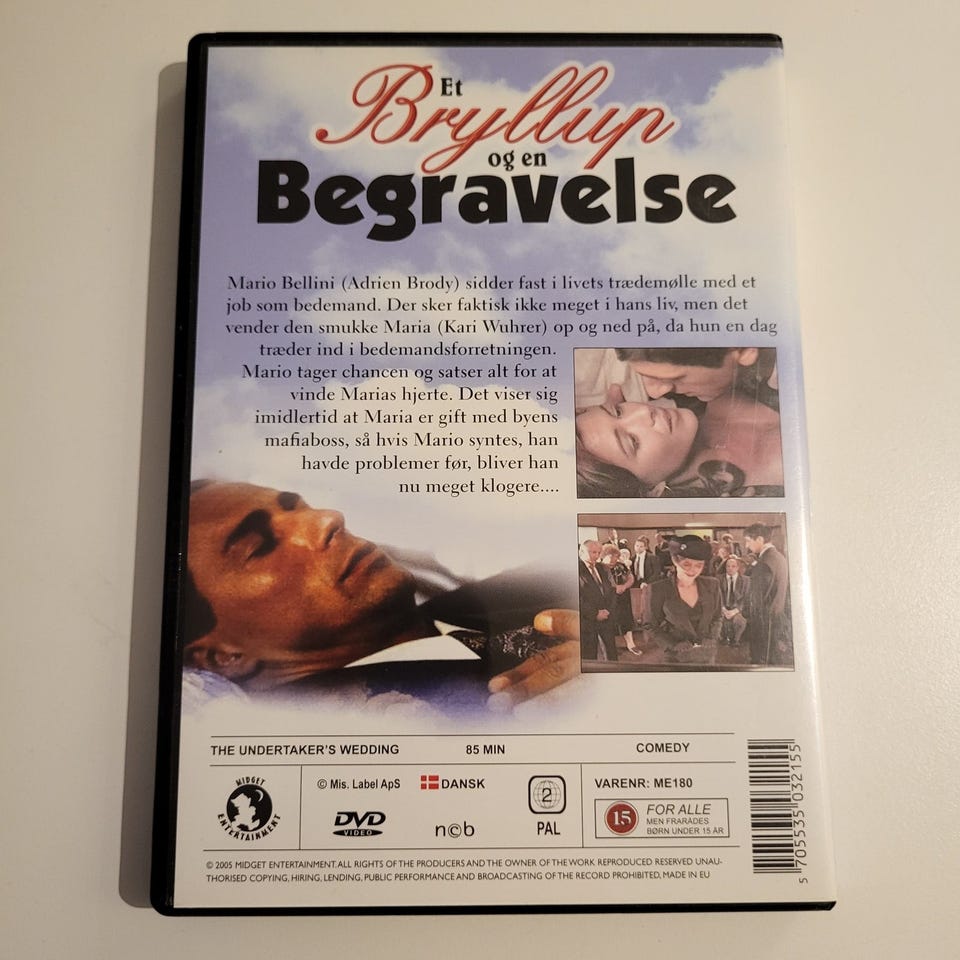 Et
Bryllup
og en
Begravelse
Mario Bellini (Adrien Brody) sidder fast i livets trædemølle med et
job som bedemand. Der sker faktisk ikke meget i hans liv, men det
vender den smukke Maria (Kari Wuhrer) op og ned på, da hun en dag
træder ind i bedemandsforretningen.
Mario tager chancen og satser alt for at
vinde Marias hjerte. Det viser sig
imidlertid at Maria er gift med byens
mafiaboss, så hvis Mario syntes, han
havde problemer før, bliver han
nu meget klogere....
THE UNDERTAKER'S WEDDING 85 MIN COMEDY
MIDGET
ENTERTAINMENT
© Mis. Label ApS DANSK
DVD
VIDEO
n©b
2
PAL
VARENR: ME180
15
FOR ALLE
MEN FRARÅDES
BØRN UNDER 15 ÅR
5 705535 032155
© 2005 MIDGET ENTERTAINMENT. ALL RIGHTS OF THE PRODUCERS AND THE OWNER OF THE WORK REPRODUCED RESERVED UNAU-
THORISED COPYING, HIRING, LENDING, PUBLIC PERFORMANCE AND BROADCASTING OF THE RECORD PROHIBITED, MADE IN EU